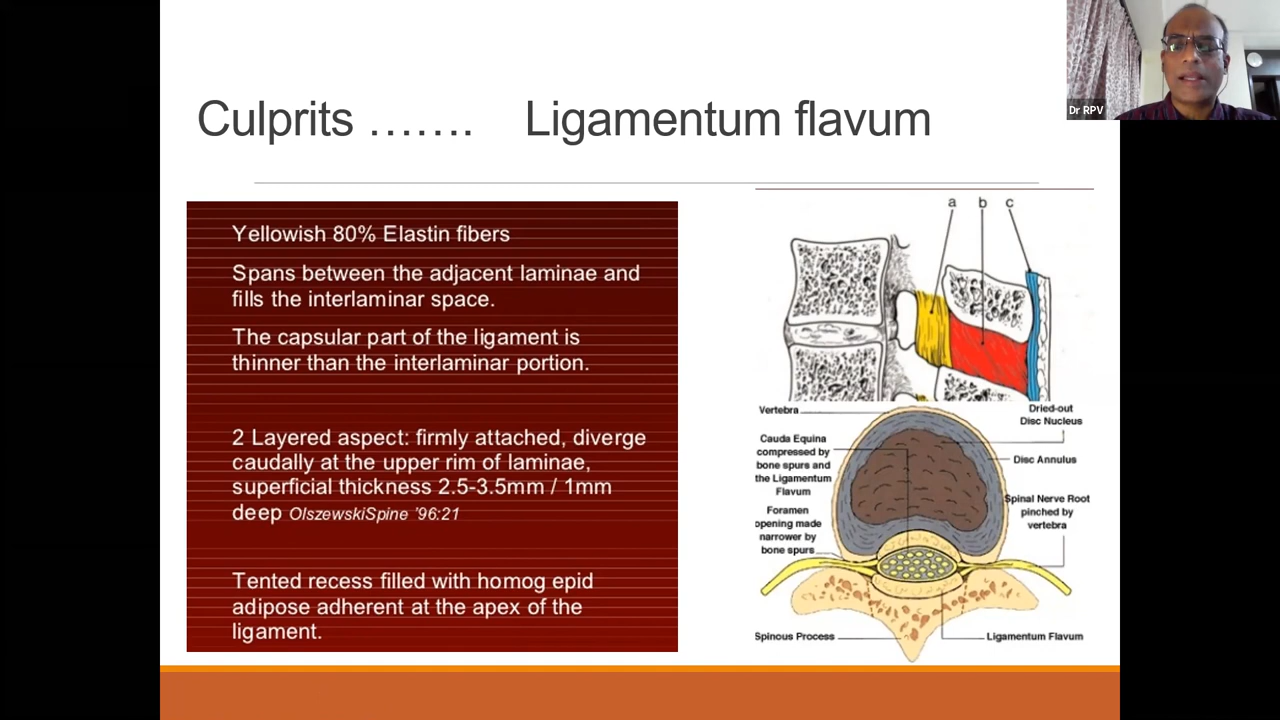 Dr RPV
Culprits ....... Ligamentum flavum
Yellowish 80% Elastin fibers
Spans between the adjacent laminae and
fills the interlaminar space.
The capsular part of the ligament is
thinner than the interlaminar portion.
2 Layered aspect: firmly attached, diverge
caudally at the upper rim of laminae,
superficial thickness 2.5-3.5mm / 1mm
deep OlszewskiSpine '96:21
Tented recess filled with homog epid
adipose adherent at the apex of the
ligament.
a b c
Vertebra
Cauda Equina
compressed by
bone spurs and
the Ligamentum
Flavum
Foramen
opening made
narrower by
bone spurs
Spinous Process
Dried-out
Disc Nucleus
Disc Annulus
Spinal Nerve Root
pinched by
vertebra
Ligamentum Flavum